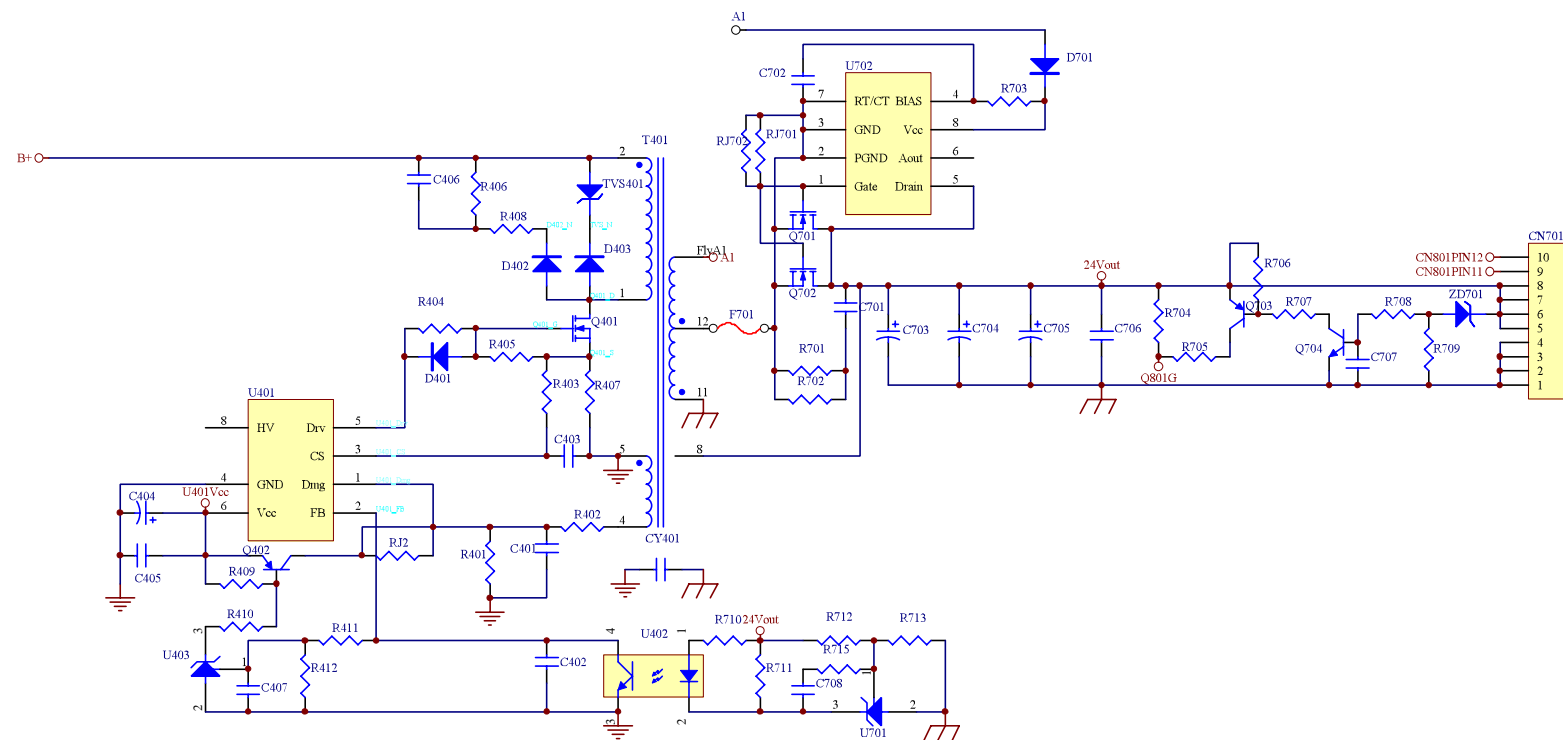 A1
D701
U702
C702
7 RT/CT BIAS 4
R703
3 GND Vcc 8
RJ702
RJ701
2 PGND Aout 6
1 Gate Drain 5
Q701
Q702
B+
T401
2
C406
R406
TVS401
R408
D402
D403
1
FlyA1
A1
12
F701
11
8
C701
R701
R702
C703
C704
C705
24Vout
C706
R704
R705
Q801G
Q703
R706
R707
Q704
R708
C707
R709
ZD701
CN701
CN801PIN12
CN801PIN11
10
9
8
7
6
5
4
3
2
1
R404
Q401
R405
D401
R403
R407
U401
8 HV Drv 5
CS 3
4 GND Dmg 1
6 Vcc FB 2
C403
5
4
U401Vcc
C404
C405
Q402
R409
RJ2
R401
C401
R402
CY401
R410
3
U403
1
2
R411
R412
C407
C402
4
U402
1
3
2
R710
24Vout
R711
R712
R713
R715
C708
1
3
2
U701